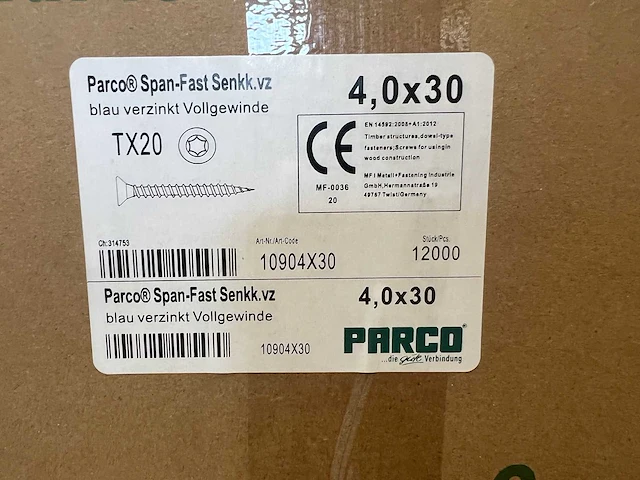 Parco® Span-Fast Senkk.vz
4,0x30
blau verzinkt Vollgewinde
TX20
CE
EN 14592:2008+A1:2012
Timber structures,dowel-type
fasteners;Screws for usingin
wood construction
MFI Metall+Fastening Industrie
GmbH,Hermannstraße 19
49767 Twist/Germany
MF-0036
20
Ch:314753
Art-Nr./Art-Code
10904X30
Stück/Pcs.
12000
Parco® Span-Fast Senkk.vz
4,0x30
blau verzinkt Vollgewinde
10904X30
PARCO®
...die gute Verbindung